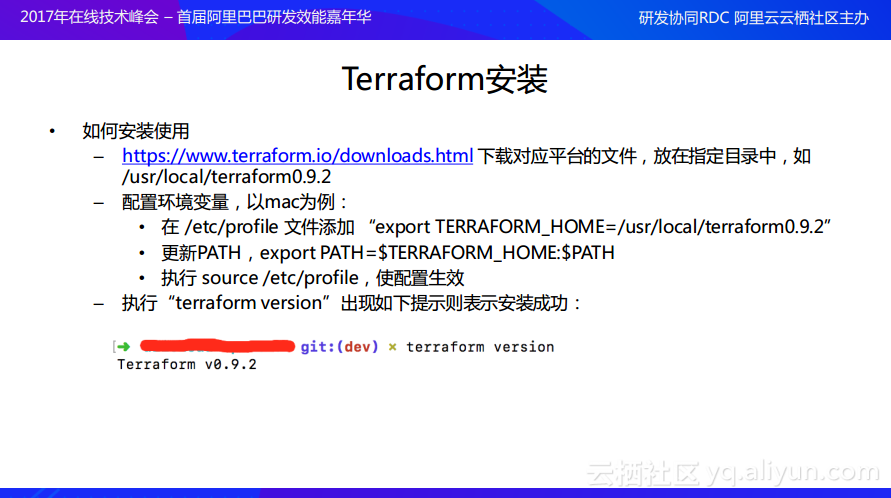 2017年在线技术峰会 – 首届阿里巴巴研发效能嘉年华
研发协同RDC 阿里云云栖社区主办
Terraform安装
• 如何安装使用
– https://www.terraform.io/downloads.html 下载对应平台的文件，放在指定目录中，如
/usr/local/terraform0.9.2
– 配置环境变量，以mac为例：
• 在 /etc/profile 文件添加 “export TERRAFORM_HOME=/usr/local/terraform0.9.2”
• 更新PATH，export PATH=$TERRAFORM_HOME:$PATH
• 执行 source /etc/profile，使配置生效
– 执行“terraform version”出现如下提示则表示安装成功：
[➜ git:(dev) × terraform version
Terraform v0.9.2
云栖社区 yq.aliyun.com